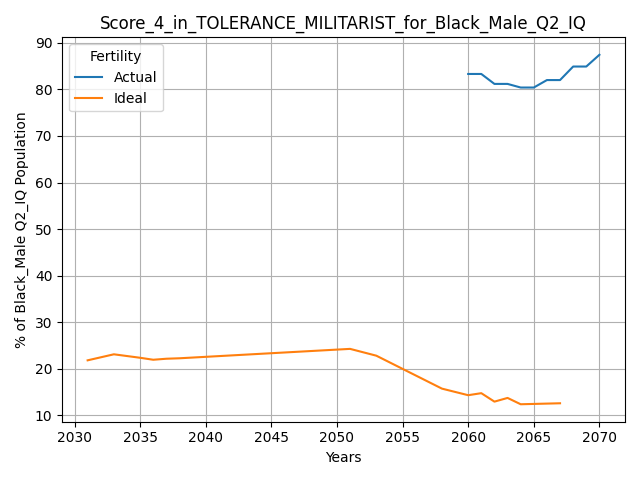 Score_4_in_TOLERANCE_MILITARIST_for_Black_Male_Q2_IQ
% of Black_Male Q2_IQ Population
90
80
70
60
50
40
30
20
10
Fertility
Actual
Ideal
2030 2035 2040 2045 2050 2055 2060 2065 2070
Years